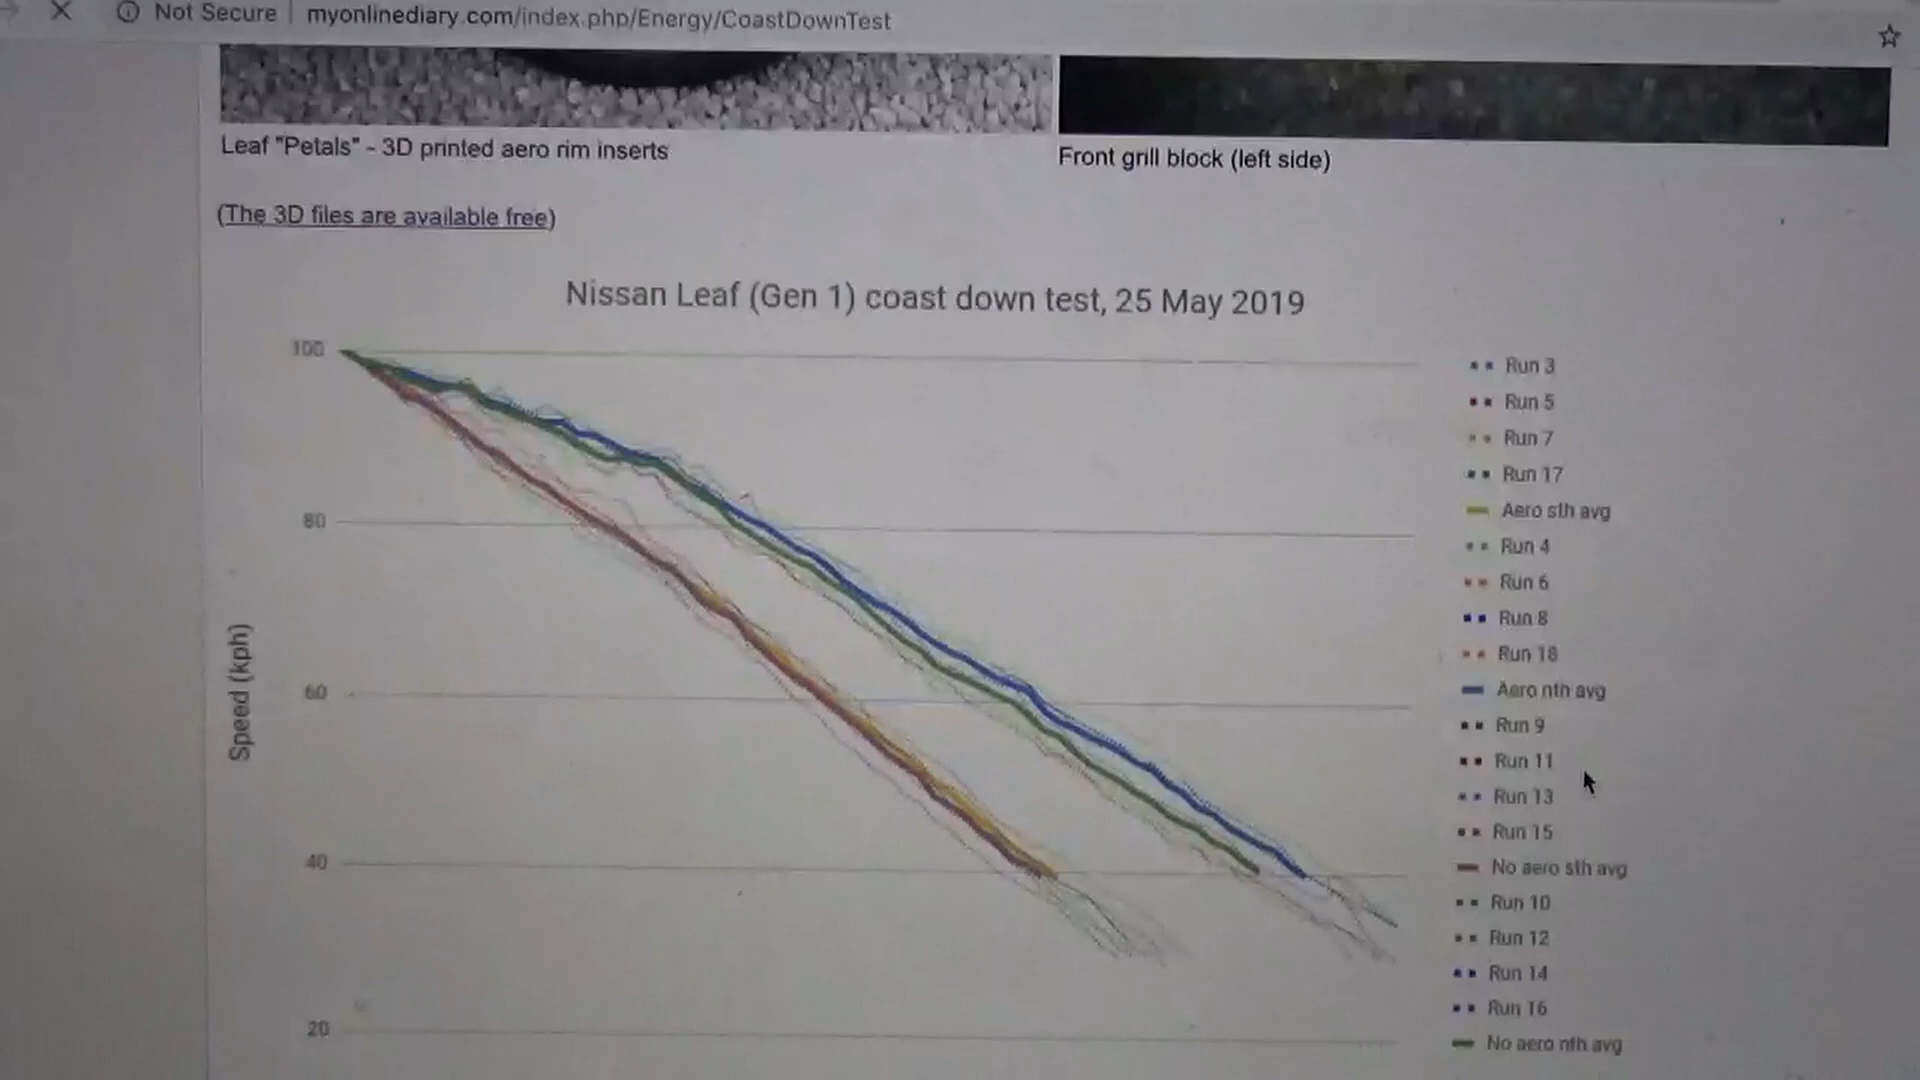 Not Secure | myonlinediary.com/index.php/Energy/CoastDownTest
Leaf "Petals" - 3D printed aero rim inserts
Front grill block (left side)
(The 3D files are available free)
Nissan Leaf (Gen 1) coast down test, 25 May 2019
Speed (kph)
100
80
60
40
20
Run 3
Run 5
Run 7
Run 17
Aero sth avg
Run 4
Run 6
Run 8
Run 18
Aero nth avg
Run 9
Run 11
Run 13
Run 15
No aero sth avg
Run 10
Run 12
Run 14
Run 16
No aero nth avg